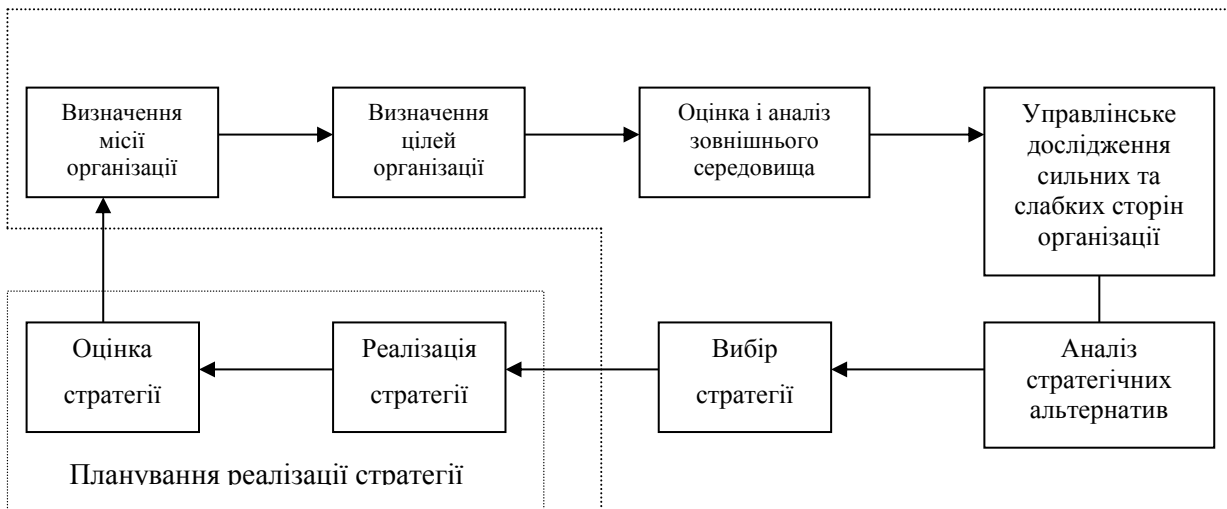 Визначення
місії
організації
Визначення
цілей
організації
Оцінка і аналіз
зовнішнього
середовища
Управлінське
дослідження
сильних та
слабких сторін
організації
Оцінка
стратегії
Реалізація
стратегії
Вибір
стратегії
Аналіз
стратегічних
альтернатив
Планування реалізації стратегії